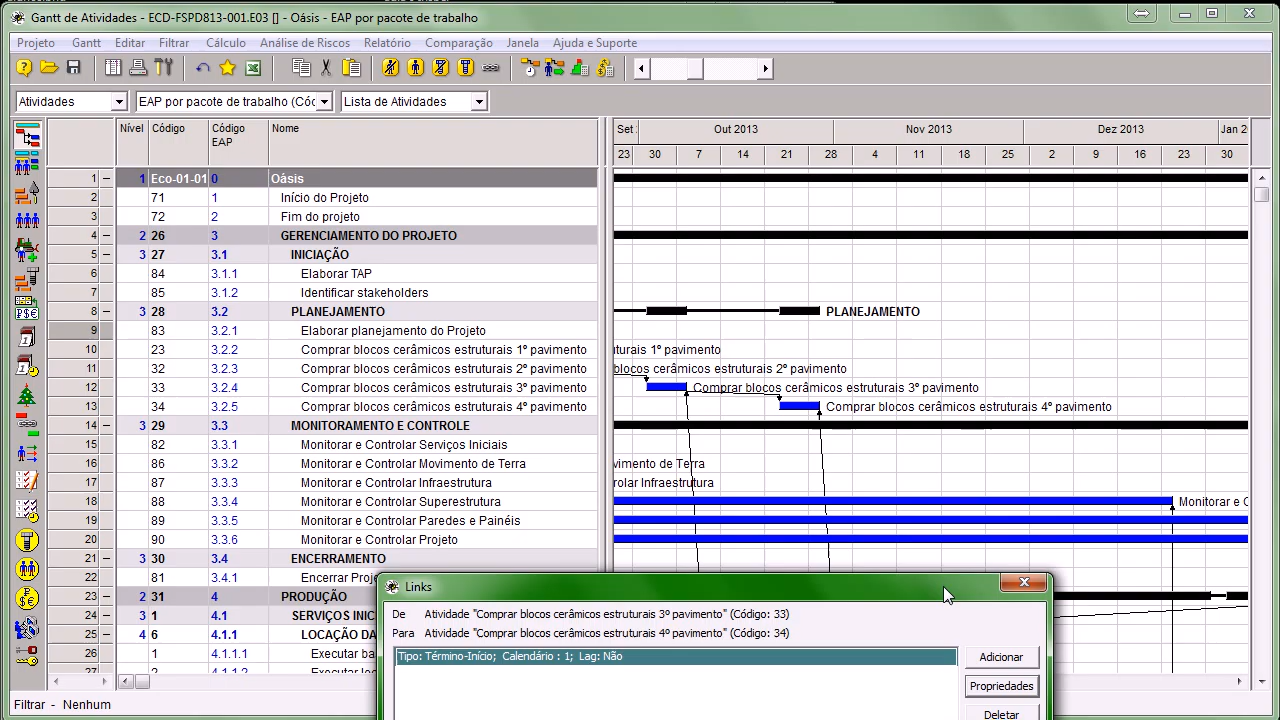 Gantt de Atividades - ECD-FSPD813-001.E03 [] - Oásis - EAP por pacote de trabalho
Projeto Gantt Editar Filtrar Cálculo Análise de Riscos Relatório Comparação Janela Ajuda e Suporte
Atividades EAP por pacote de trabalho (Cóc Lista de Atividades
Nível Código Código EAP Nome
Set Out 2013 Nov 2013 Dez 2013 Jan 2
23 30 7 14 21 28 4 11 18 25 2 9 16 23 30
1 1 Eco-01-01 0 Oásis
2 71 1 Início do Projeto
3 72 2 Fim do projeto
4 2 26 3 GERENCIAMENTO DO PROJETO
5 3 27 3.1 INICIAÇÃO
6 84 3.1.1 Elaborar TAP
7 85 3.1.2 Identificar stakeholders
8 3 28 3.2 PLANEJAMENTO PLANEJAMENTO
9 83 3.2.1 Elaborar planejamento do Projeto
10 23 3.2.2 Comprar blocos cerâmicos estruturais 1º pavimento uturais 1º pavimento
11 32 3.2.3 Comprar blocos cerâmicos estruturais 2º pavimento blocos cerâmicos estruturais 2º pavimento
12 33 3.2.4 Comprar blocos cerâmicos estruturais 3º pavimento Comprar blocos cerâmicos estruturais 3º pavimento
13 34 3.2.5 Comprar blocos cerâmicos estruturais 4º pavimento Comprar blocos cerâmicos estruturais 4º pavimento
14 3 29 3.3 MONITORAMENTO E CONTROLE
15 82 3.3.1 Monitorar e Controlar Serviços Iniciais
16 86 3.3.2 Monitorar e Controlar Movimento de Terra vimento de Terra
17 87 3.3.3 Monitorar e Controlar Infraestrutura rolar Infraestrutura
18 88 3.3.4 Monitorar e Controlar Superestrutura Monitorar e C
19 89 3.3.5 Monitorar e Controlar Paredes e Painéis
20 90 3.3.6 Monitorar e Controlar Projeto
21 3 30 3.4 ENCERRAMENTO
22 81 3.4.1 Encerrar Proj
23 2 31 4 PRODUÇÃO
24 3 1 4.1 SERVIÇOS INIC
25 4 6 4.1.1 LOCAÇÃO DA
26 1 4.1.1.1 Executar ba
27 2 4.1.1.2 Executar loc
Links
De Atividade "Comprar blocos cerâmicos estruturais 3º pavimento" (Código: 33)
Para Atividade "Comprar blocos cerâmicos estruturais 4º pavimento" (Código: 34)
Tipo: Término-Início; Calendário : 1; Lag: Não
Adicionar
Propriedades
Deletar
Filtrar - Nenhum